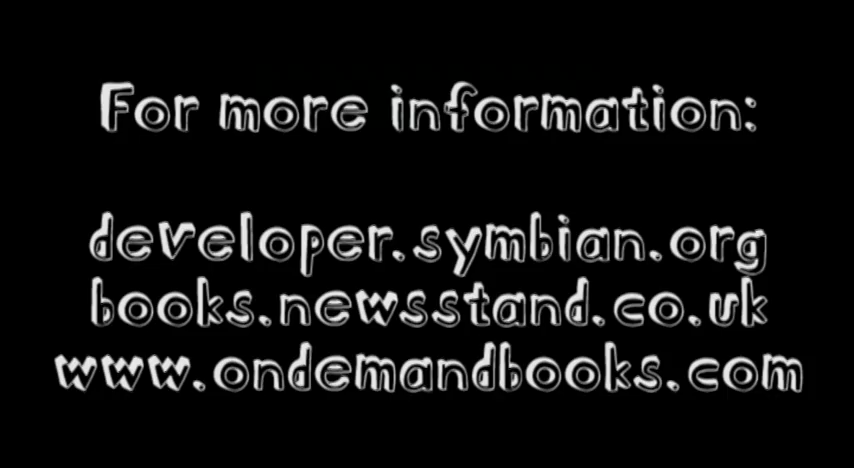 For more information:
developer.symbian.org
books.newsstand.co.uk
www.ondemandbooks.com